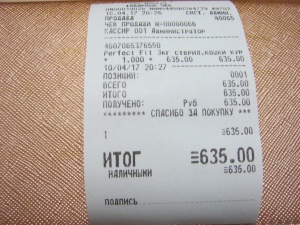 ПРОДАЖА N0065
ЧЕК ПРОДАЖИ N-00000066
КАССИР 001 Администратор
4607065376560
Perfect Fit 3кг стерил.кошки кур
* 1,000 * 635.00 635.00
10/04/17 20:27
ПОЗИЦИЙ: 0001
ВСЕГО 635.00
ИТОГО 635.00
ПОЛУЧЕНО: Руб 635.00
********* СПАСИБО ЗА ПОКУПКУ ***
1 ≡635.00
ИТОГ ≡635.00
НАЛИЧНЫМИ ≡635.00
ПОДПИСЬ